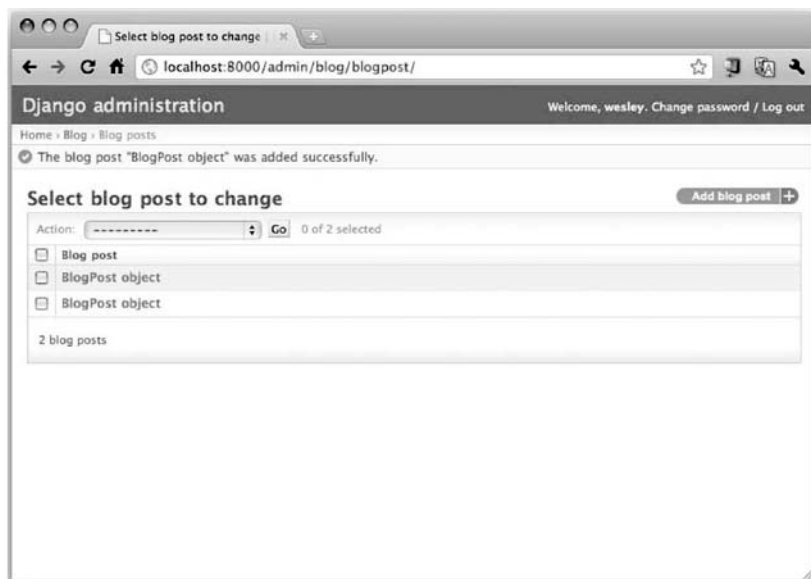 Select blog post to change |
localhost:8000/admin/blog/blogpost/
Django administration
Welcome, wesley. Change password / Log out
Home › Blog › Blog posts
The blog post "BlogPost object" was added successfully.
Select blog post to change
Add blog post +
Action: --------- Go 0 of 2 selected
Blog post
BlogPost object
BlogPost object
2 blog posts